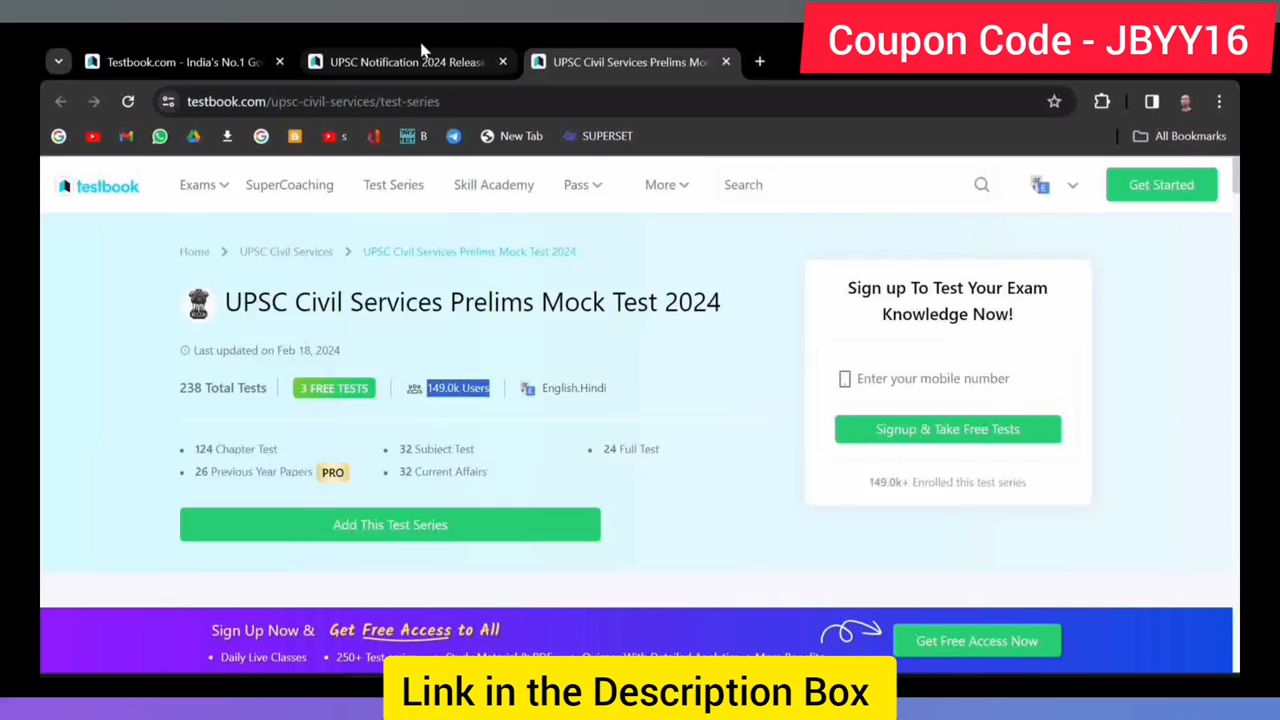 Coupon Code - JBYY16
Testbook.com - India's No.1 Go
UPSC Notification 2024 Release
UPSC Civil Services Prelims Mo
testbook.com/upsc-civil-services/test-series
s
B
New Tab
SUPERSET
All Bookmarks
testbook
Exams
SuperCoaching
Test Series
Skill Academy
Pass
More
Search
Get Started
Home
UPSC Civil Services
UPSC Civil Services Prelims Mock Test 2024
UPSC Civil Services Prelims Mock Test 2024
Last updated on Feb 18, 2024
238 Total Tests
3 FREE TESTS
149.0k Users
English,Hindi
124 Chapter Test
32 Subject Test
24 Full Test
26 Previous Year Papers PRO
32 Current Affairs
Add This Test Series
Sign up To Test Your Exam
Knowledge Now!
Enter your mobile number
Signup & Take Free Tests
149.0k+ Enrolled this test series
Sign Up Now & Get Free Access to All
Daily Live Classes
250+ Test
Get Free Access Now
Link in the Description Box